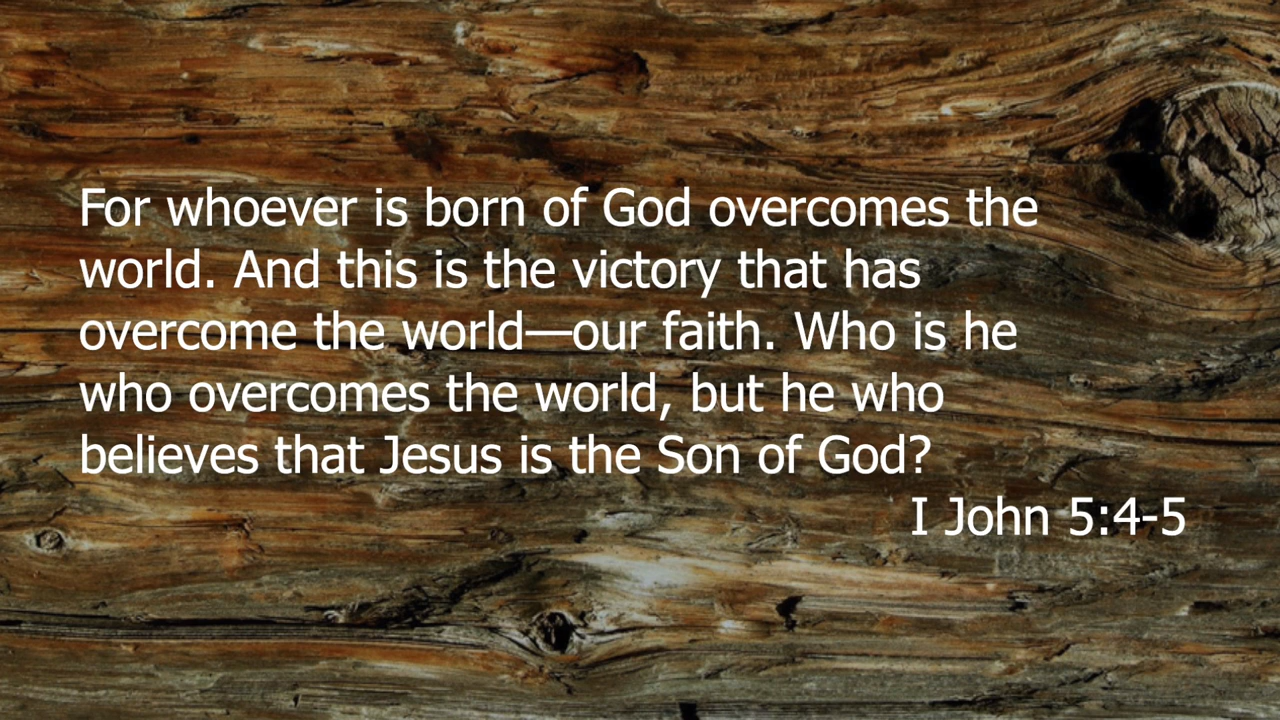 For whoever is born of God overcomes the
world. And this is the victory that has
overcome the world—our faith. Who is he
who overcomes the world, but he who
believes that Jesus is the Son of God?
I John 5:4-5